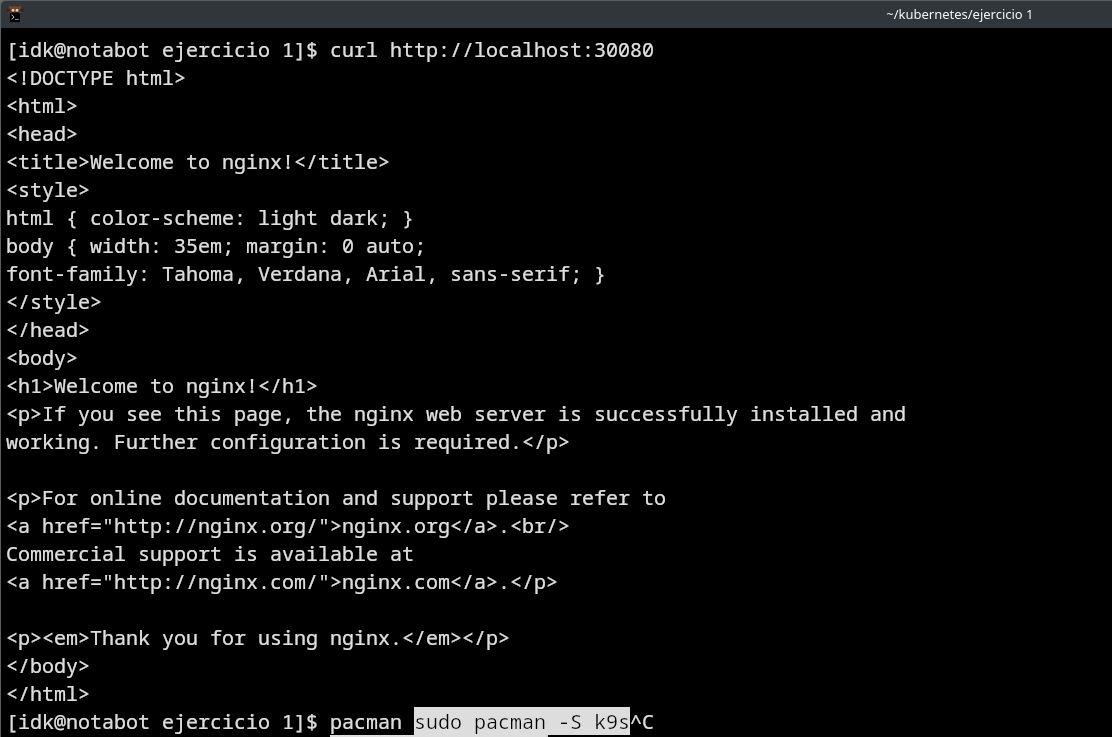 ~/kubernetes/ejercicio 1
[idk@notabot ejercicio 1]$ curl http://localhost:30080
<!DOCTYPE html>
<html>
<head>
<title>Welcome to nginx!</title>
<style>
html { color-scheme: light dark; }
body { width: 35em; margin: 0 auto;
font-family: Tahoma, Verdana, Arial, sans-serif; }
</style>
</head>
<body>
<h1>Welcome to nginx!</h1>
<p>If you see this page, the nginx web server is successfully installed and
working. Further configuration is required.</p>

<p>For online documentation and support please refer to
<a href="http://nginx.org/">nginx.org</a>.<br/>
Commercial support is available at
<a href="http://nginx.com/">nginx.com</a>.</p>

<p><em>Thank you for using nginx.</em></p>
</body>
</html>
[idk@notabot ejercicio 1]$ pacman sudo pacman -S k9s^C